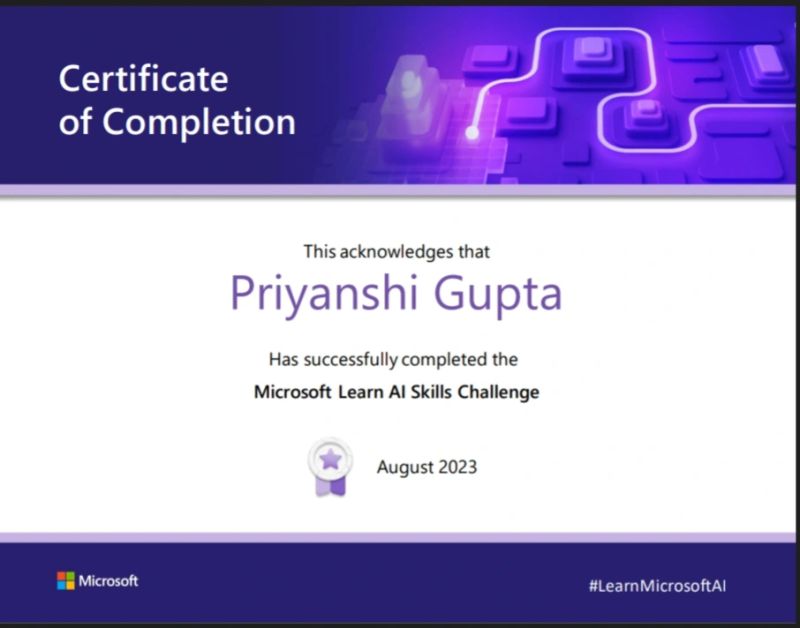 Certificate
of Completion
This acknowledges that
Priyanshi Gupta
Has successfully completed the
Microsoft Learn AI Skills Challenge
August 2023
Microsoft
#LearnMicrosoftAI